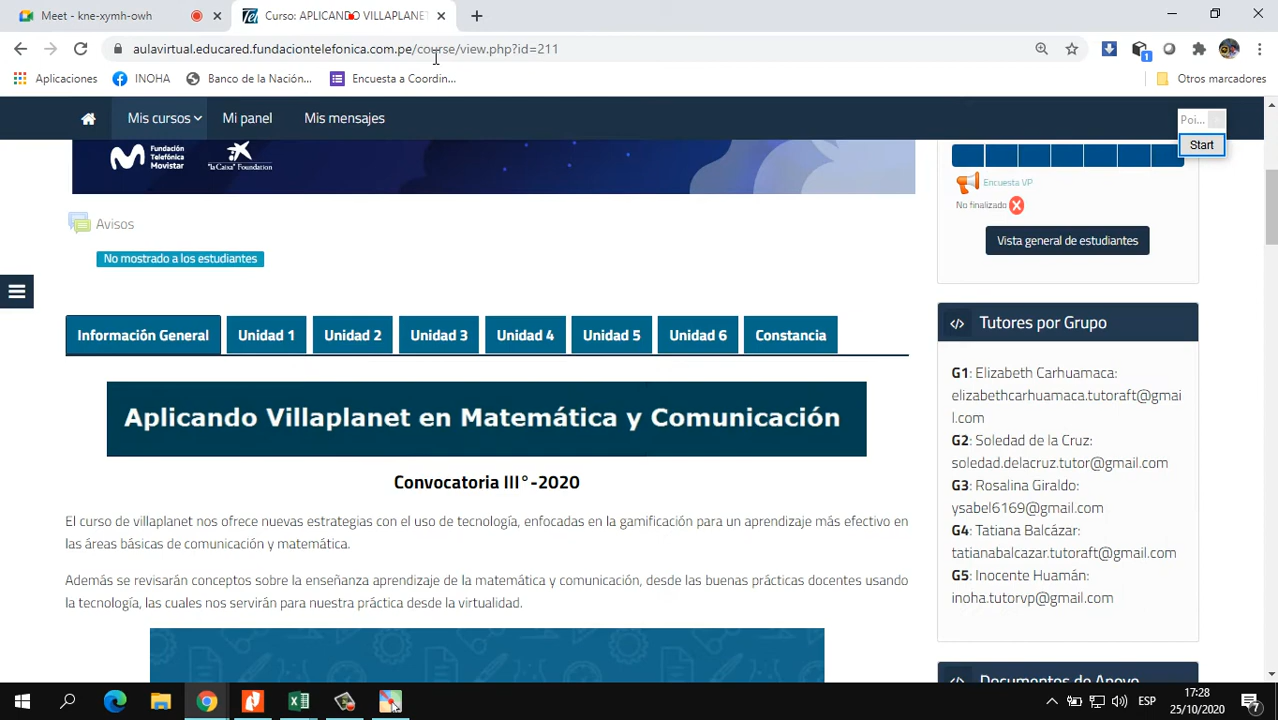 Meet - kne-xymh-owh
Curso: APLICANDO VILLAPLANET
aulavirtual.educared.fundaciontelefonica.com.pe/course/view.php?id=211
1
Aplicaciones
INOHA
Banco de la Nación...
Encuesta a Coordin...
Otros marcadores
Mis cursos
Mi panel
Mis mensajes
Poi...
Start
Fundación
Telefónica
Movistar
"la Caixa" Foundation
Encuesta VP
No finalizado
Vista general de estudiantes
Avisos
No mostrado a los estudiantes
Información General
Unidad 1
Unidad 2
Unidad 3
Unidad 4
Unidad 5
Unidad 6
Constancia
Aplicando Villaplanet en Matemática y Comunicación
Convocatoria III°-2020
El curso de villaplanet nos ofrece nuevas estrategias con el uso de tecnología, enfocadas en la gamificación para un aprendizaje más efectivo en
las áreas básicas de comunicación y matemática.
Además se revisarán conceptos sobre la enseñanza aprendizaje de la matemática y comunicación, desde las buenas prácticas docentes usando
la tecnología, las cuales nos servirán para nuestra práctica desde la virtualidad.
Tutores por Grupo
G1: Elizabeth Carhuamaca:
elizabethcarhuamaca.tutoraft@gmai
l.com
G2: Soledad de la Cruz:
soledad.delacruz.tutor@gmail.com
G3: Rosalina Giraldo:
ysabel6169@gmail.com
G4: Tatiana Balcázar:
tatianabalcazar.tutoraft@gmail.com
G5: Inocente Huamán:
inoha.tutorvp@gmail.com
Documentos de Apoyo
ESP
17:28
25/10/2020
7